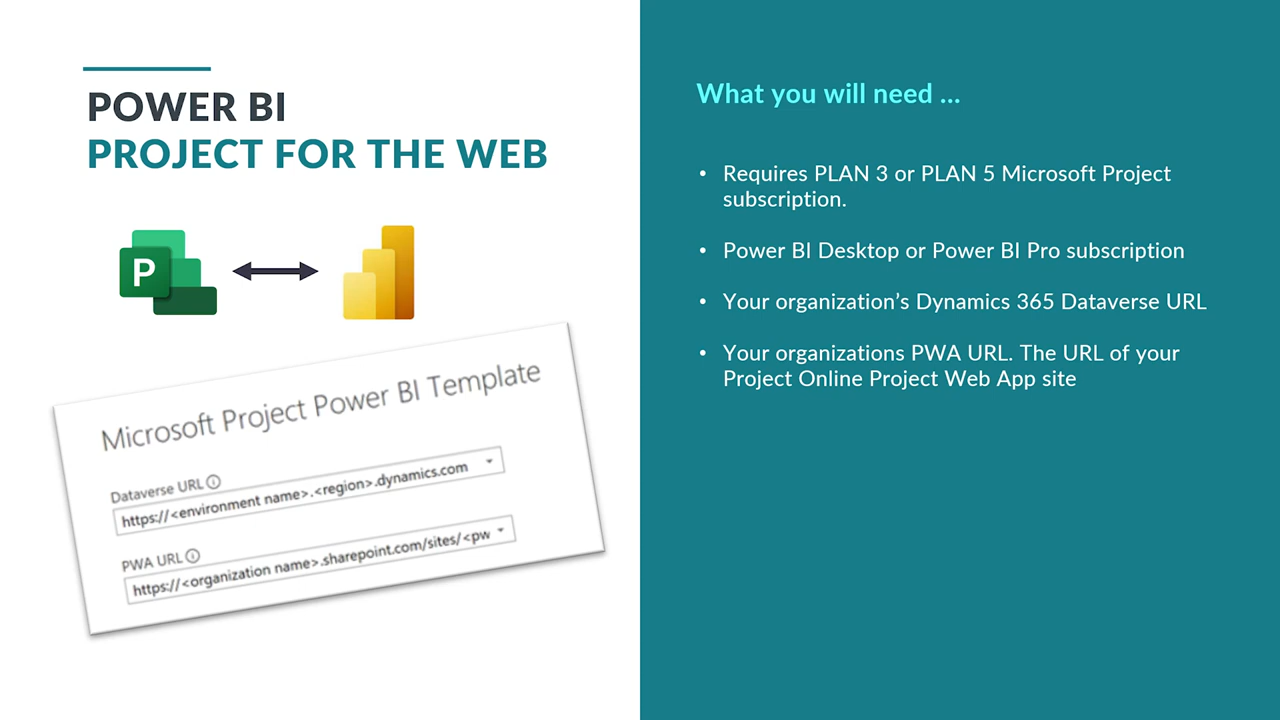 POWER BI
PROJECT FOR THE WEB
P
Microsoft Project Power BI Template
Dataverse URL
https://<environment name>.<region>.dynamics.com
PWA URL
https://<organization name>.sharepoint.com/sites/<pw
What you will need ...
• Requires PLAN 3 or PLAN 5 Microsoft Project
subscription.
• Power BI Desktop or Power BI Pro subscription
• Your organization’s Dynamics 365 Dataverse URL
• Your organizations PWA URL. The URL of your
Project Online Project Web App site